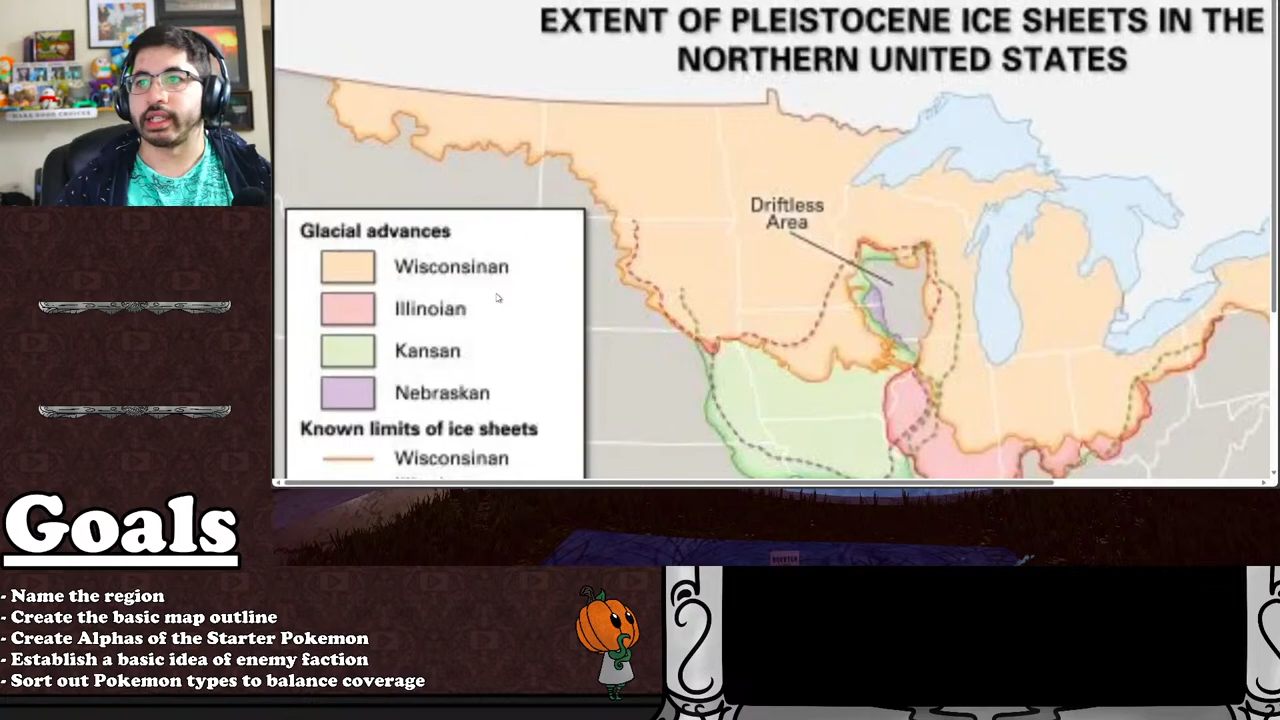 EXTENT OF PLEISTOCENE ICE SHEETS IN THE
NORTHERN UNITED STATES
Driftless
Area
Glacial advances
Wisconsinan
Illinoian
Kansan
Nebraskan
Known limits of ice sheets
Wisconsinan
Goals
- Name the region
- Create the basic map outline
- Create Alphas of the Starter Pokemon
- Establish a basic idea of enemy faction
- Sort out Pokemon types to balance coverage